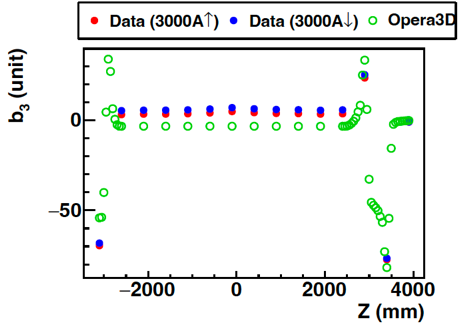 Data (3000A↑) Data (3000A↓) Opera3D
b₃ (unit)
0
−50
−2000 0 2000 4000
Z (mm)